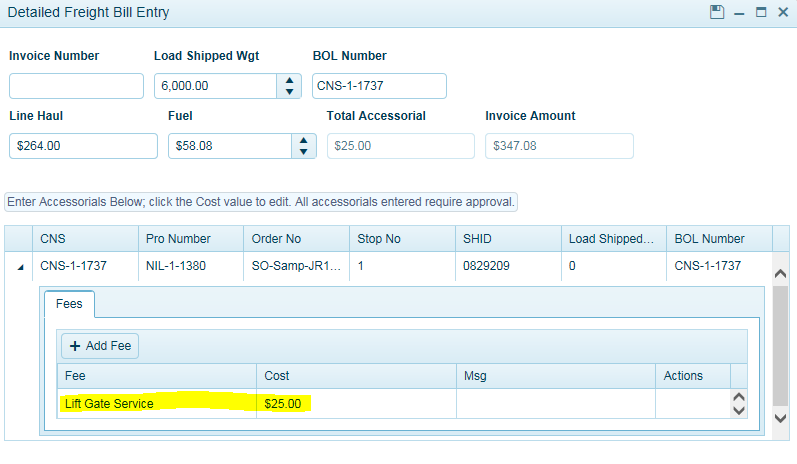 Detailed Freight Bill Entry
Invoice Number Load Shipped Wgt BOL Number
6,000.00 CNS-1-1737
Line Haul Fuel Total Accessorial Invoice Amount
$264.00 $58.08 $25.00 $347.08
Enter Accessorials Below; click the Cost value to edit. All accessorials entered require approval.
CNS Pro Number Order No Stop No SHID Load Shipped... BOL Number
CNS-1-1737 NIL-1-1380 SO-Samp-JR1... 1 0829209 0 CNS-1-1737
Fees
+ Add Fee
Fee Cost Msg Actions
Lift Gate Service $25.00